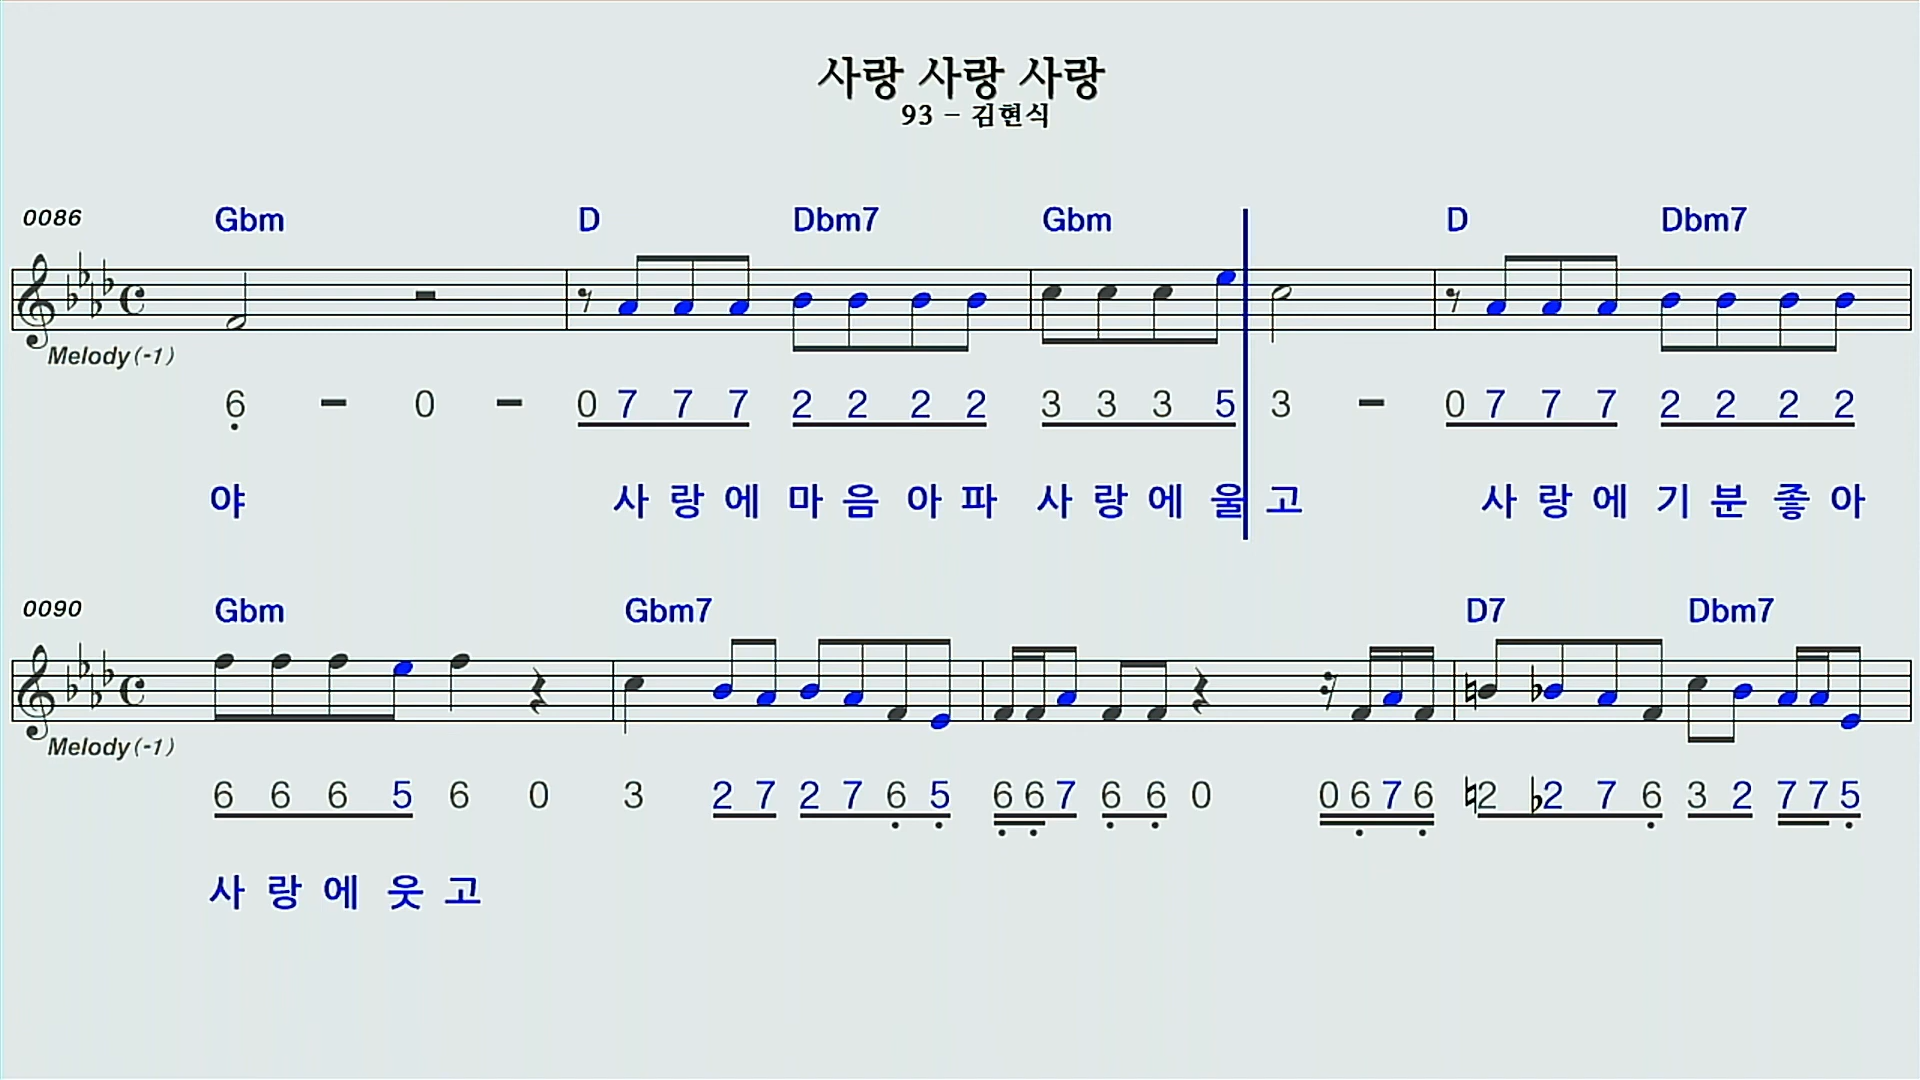 사랑 사랑 사랑
93 - 김현식
0086 Gbm D Dbm7 Gbm D Dbm7
Melody(-1)
6 - 0 - 0 7 7 7 2 2 2 2 3 3 3 5 3 - 0 7 7 7 2 2 2 2
야 사 랑 에 마 음 아 파 사 랑 에 울 고 사 랑 에 기 분 좋 아
0090 Gbm Gbm7 D7 Dbm7
Melody(-1)
6 6 6 5 6 0 3 2 7 2 7 6 5 6 6 7 6 6 0 0 6 7 6 ♮2 ♭2 7 6 3 2 7 7 5
사 랑 에 웃 고